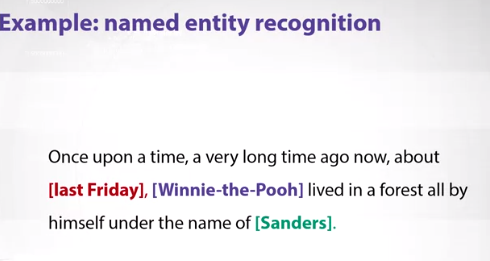 Example: named entity recognition
Once upon a time, a very long time ago now, about
[last Friday], [Winnie-the-Pooh] lived in a forest all by
himself under the name of [Sanders].